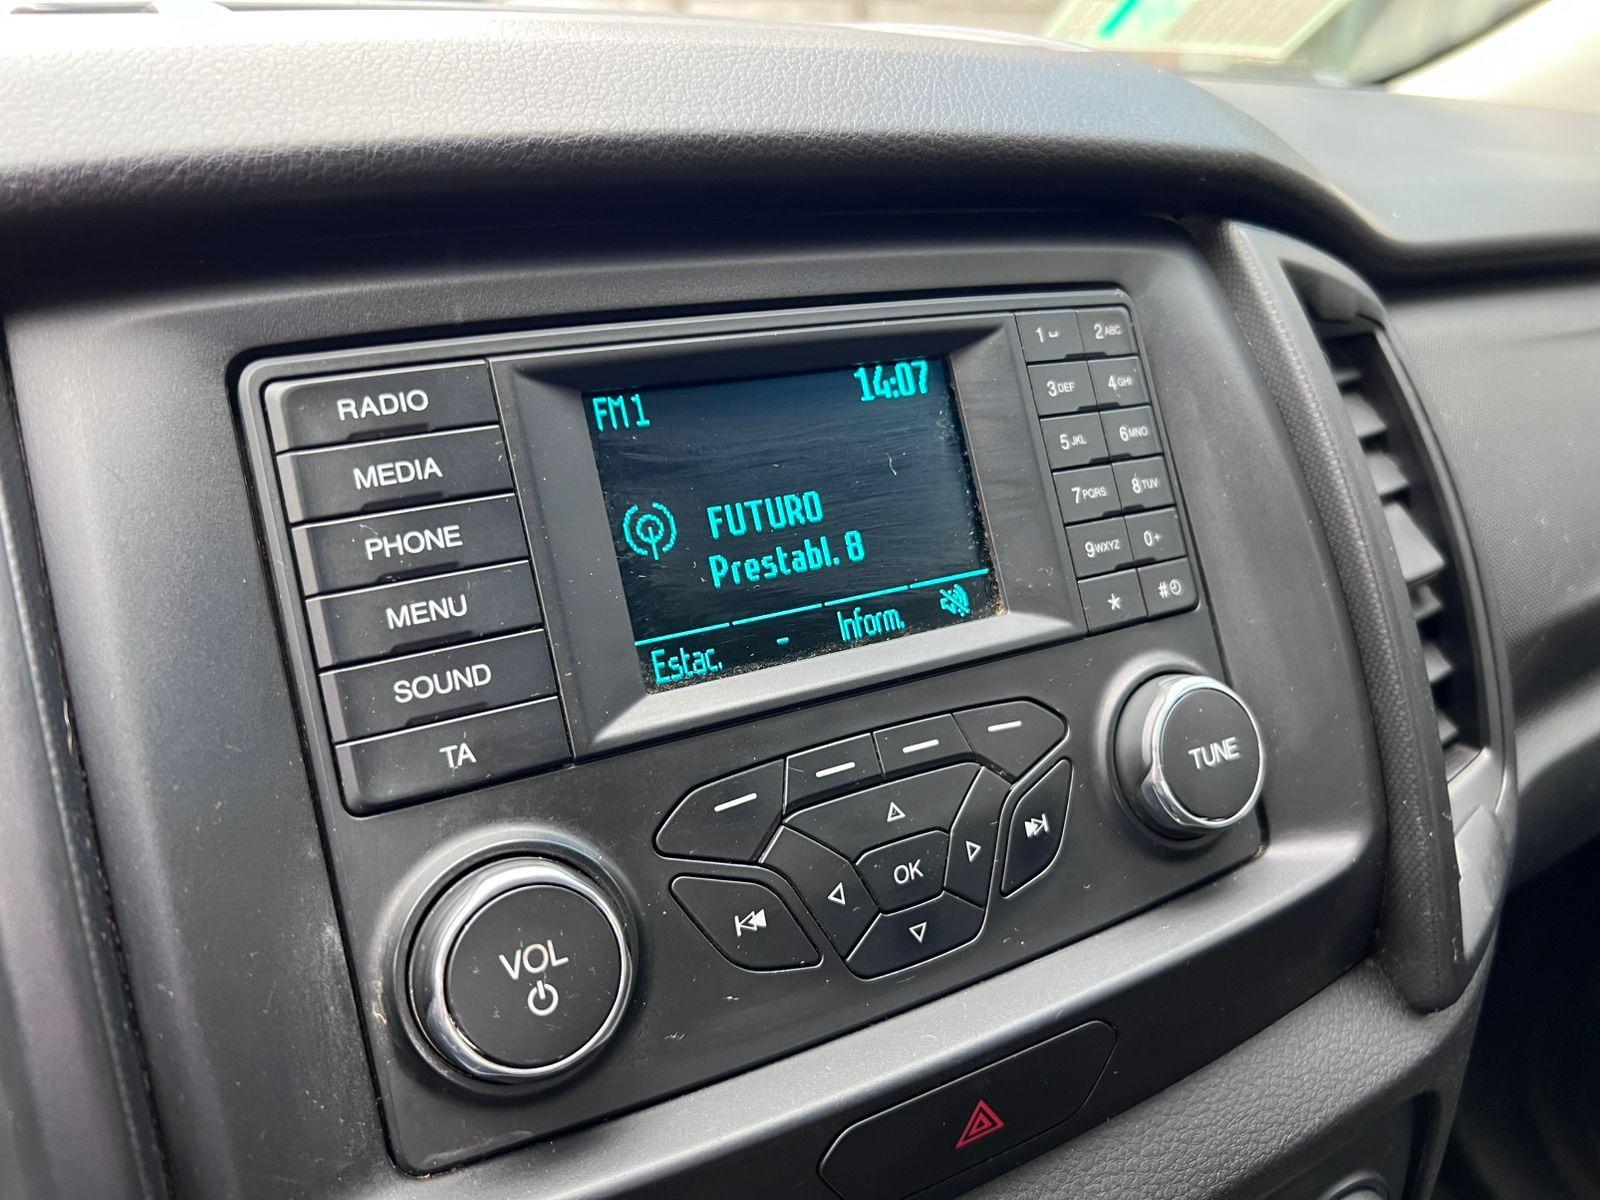 RADIO
MEDIA
PHONE
MENU
SOUND
TA
FM1
14:07
FUTURO
Prestabl. 8
Estac.
-
Inform.
1
2 ABC
3 DEF
4 GHI
5 JKL
6 MNO
7 PQRS
8 TUV
9 WXYZ
0 +
*
#
OK
TUNE
VOL